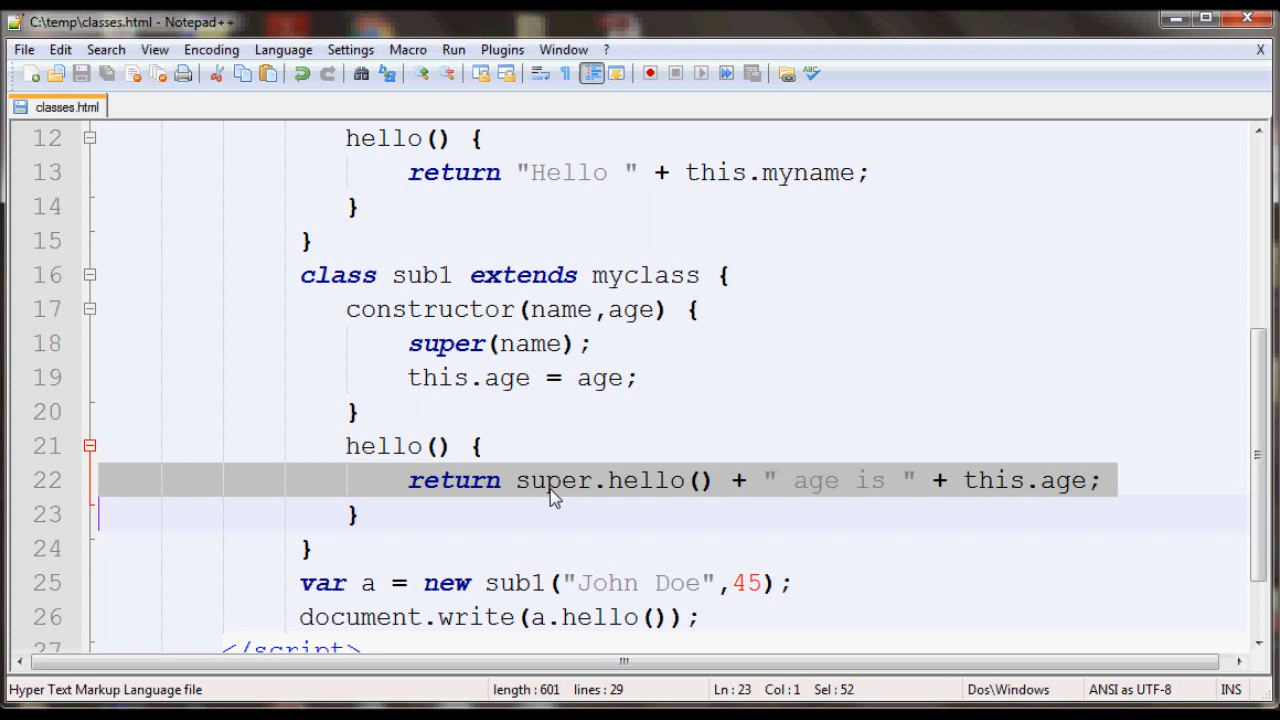 C:\temp\classes.html - Notepad++
File Edit Search View Encoding Language Settings Macro Run Plugins Window ? X
classes.html
12 hello() {
13 return "Hello " + this.myname;
14 }
15 }
16 class sub1 extends myclass {
17 constructor(name,age) {
18 super(name);
19 this.age = age;
20 }
21 hello() {
22 return super.hello() + " age is " + this.age;
23 }
24 }
25 var a = new sub1("John Doe",45);
26 document.write(a.hello());
27 </script>
Hyper Text Markup Language file length : 601 lines : 29 Ln : 23 Col : 1 Sel : 52 Dos\Windows ANSI as UTF-8 INS